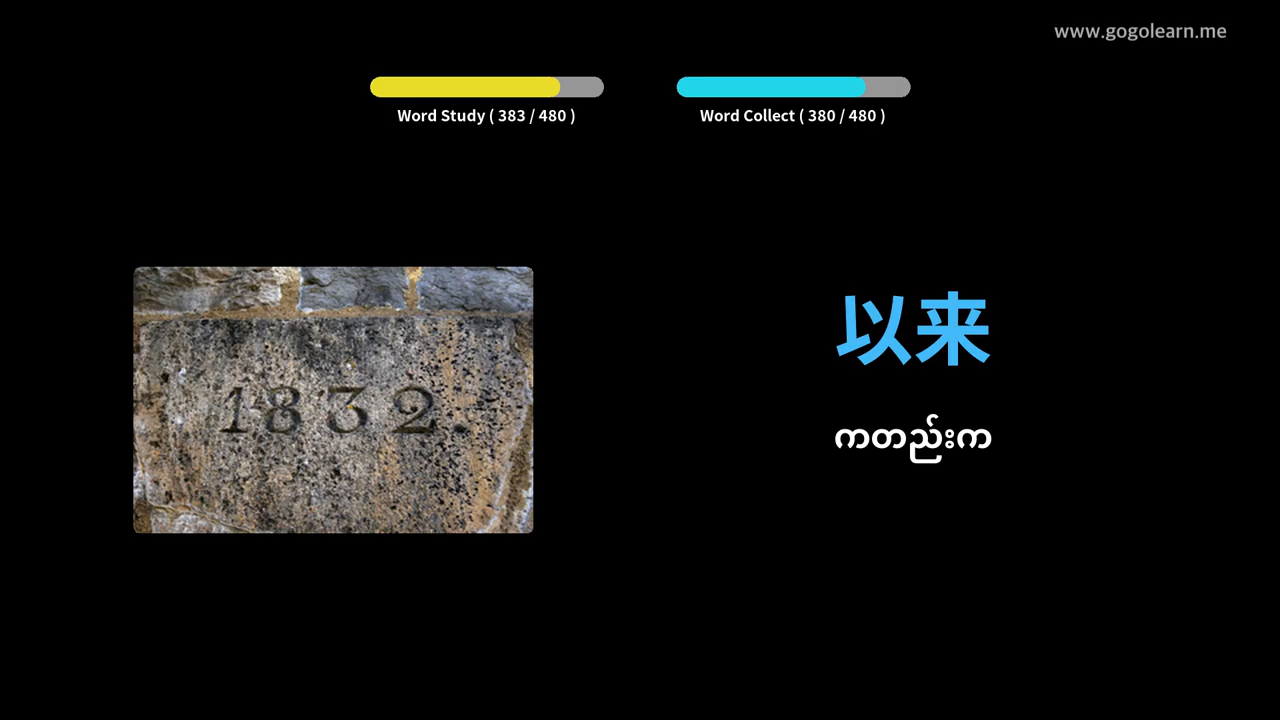 www.gogolearn.me
Word Study ( 383 / 480 )
Word Collect ( 380 / 480 )
1832.
以来
ကတည်းက